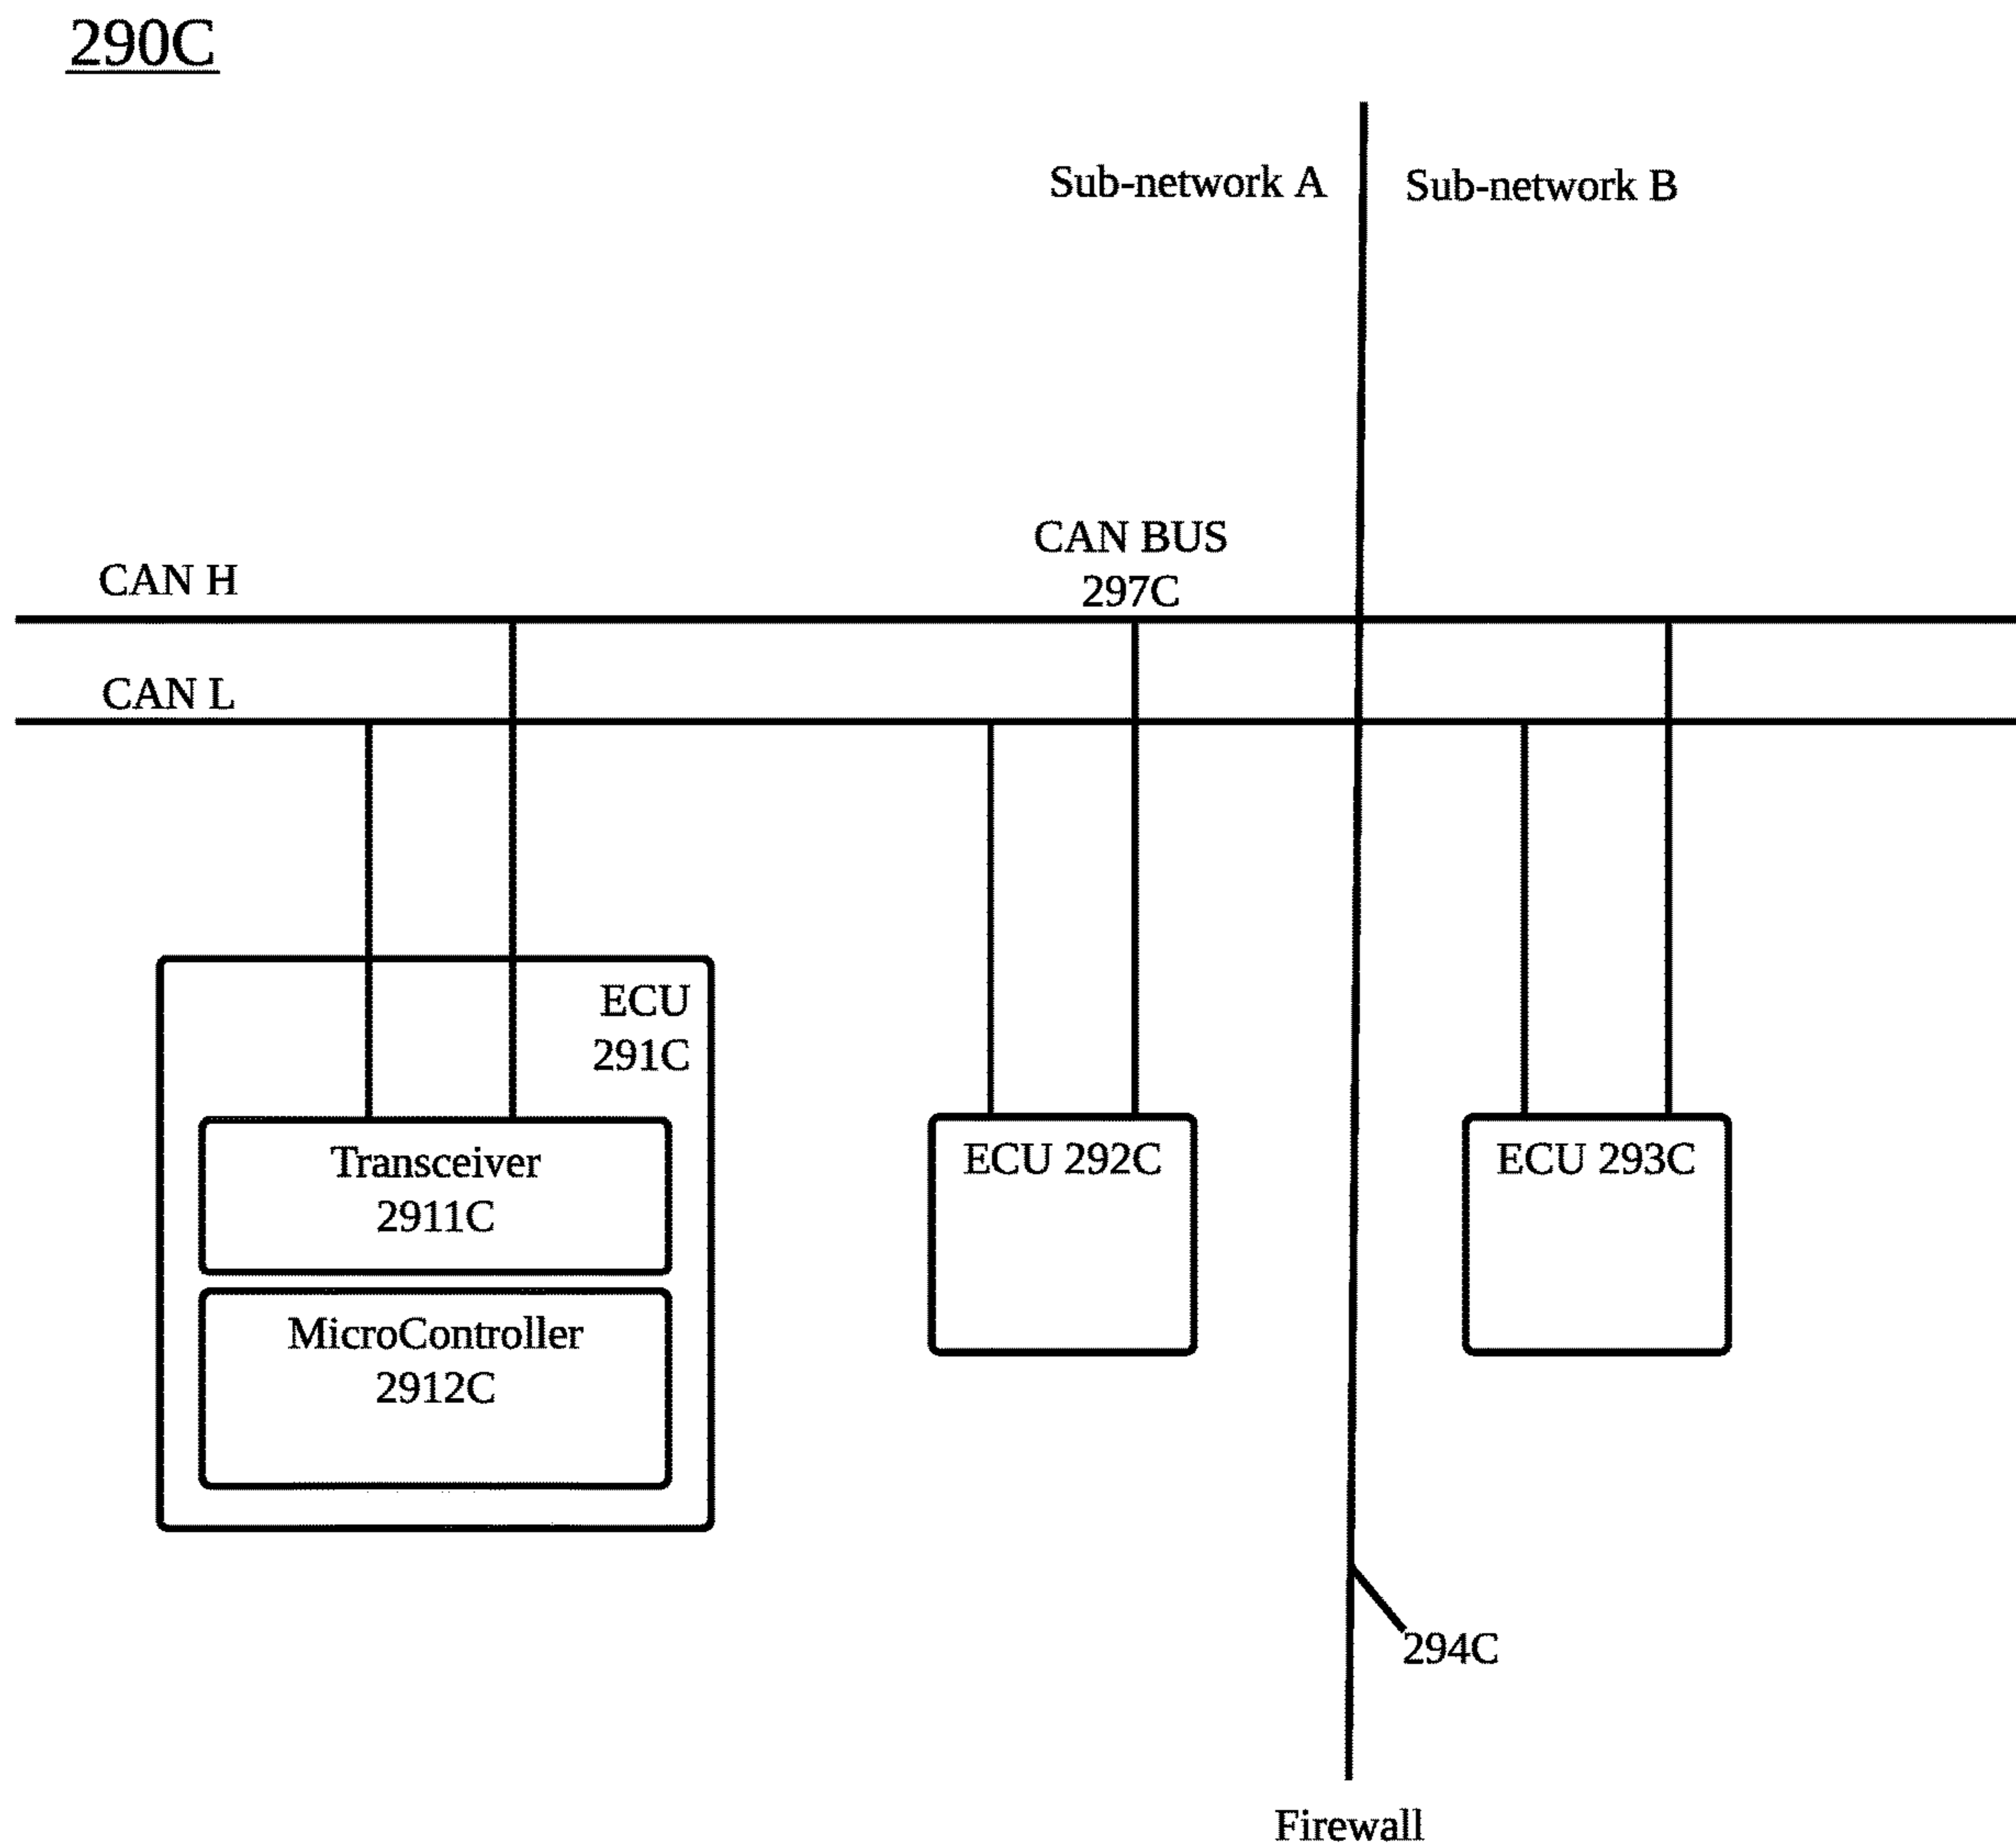 290C
Sub-network A
Sub-network B
CAN BUS
297C
CAN H
CAN L
ECU
291C
Transceiver
2911C
MicroController
2912C
ECU 292C
ECU 293C
294C
Firewall